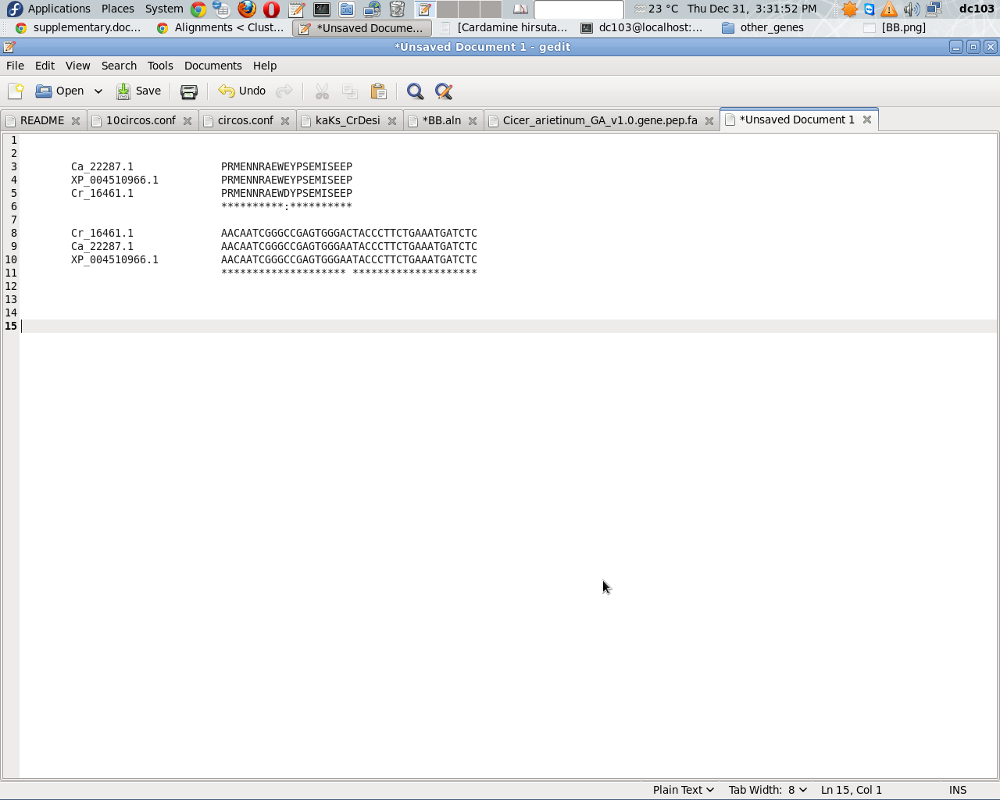 Applications Places System 23 °C Thu Dec 31, 3:31:52 PM dc103
supplementary.doc... Alignments < Clust... *Unsaved Docume... [Cardamine hirsuta... dc103@localhost:... other_genes [BB.png]
*Unsaved Document 1 - gedit
File Edit View Search Tools Documents Help
Open Save Undo
README 10circos.conf circos.conf kaKs_CrDesi *BB.aln Cicer_arietinum_GA_v1.0.gene.pep.fa *Unsaved Document 1
1
2
3 Ca_22287.1 PRMENNRAEWEYPSEMISEEP
4 XP_004510966.1 PRMENNRAEWEYPSEMISEEP
5 Cr_16461.1 PRMENNRAEWDYPSEMISEEP
6 **********:**********
7
8 Cr_16461.1 AACAATCGGGCCGAGTGGGACTACCCTTCTGAAATGATCTC
9 Ca_22287.1 AACAATCGGGCCGAGTGGGAATACCCTTCTGAAATGATCTC
10 XP_004510966.1 AACAATCGGGCCGAGTGGGAATACCCTTCTGAAATGATCTC
11 ******************** ********************
12
13
14
15
Plain Text Tab Width: 8 Ln 15, Col 1 INS